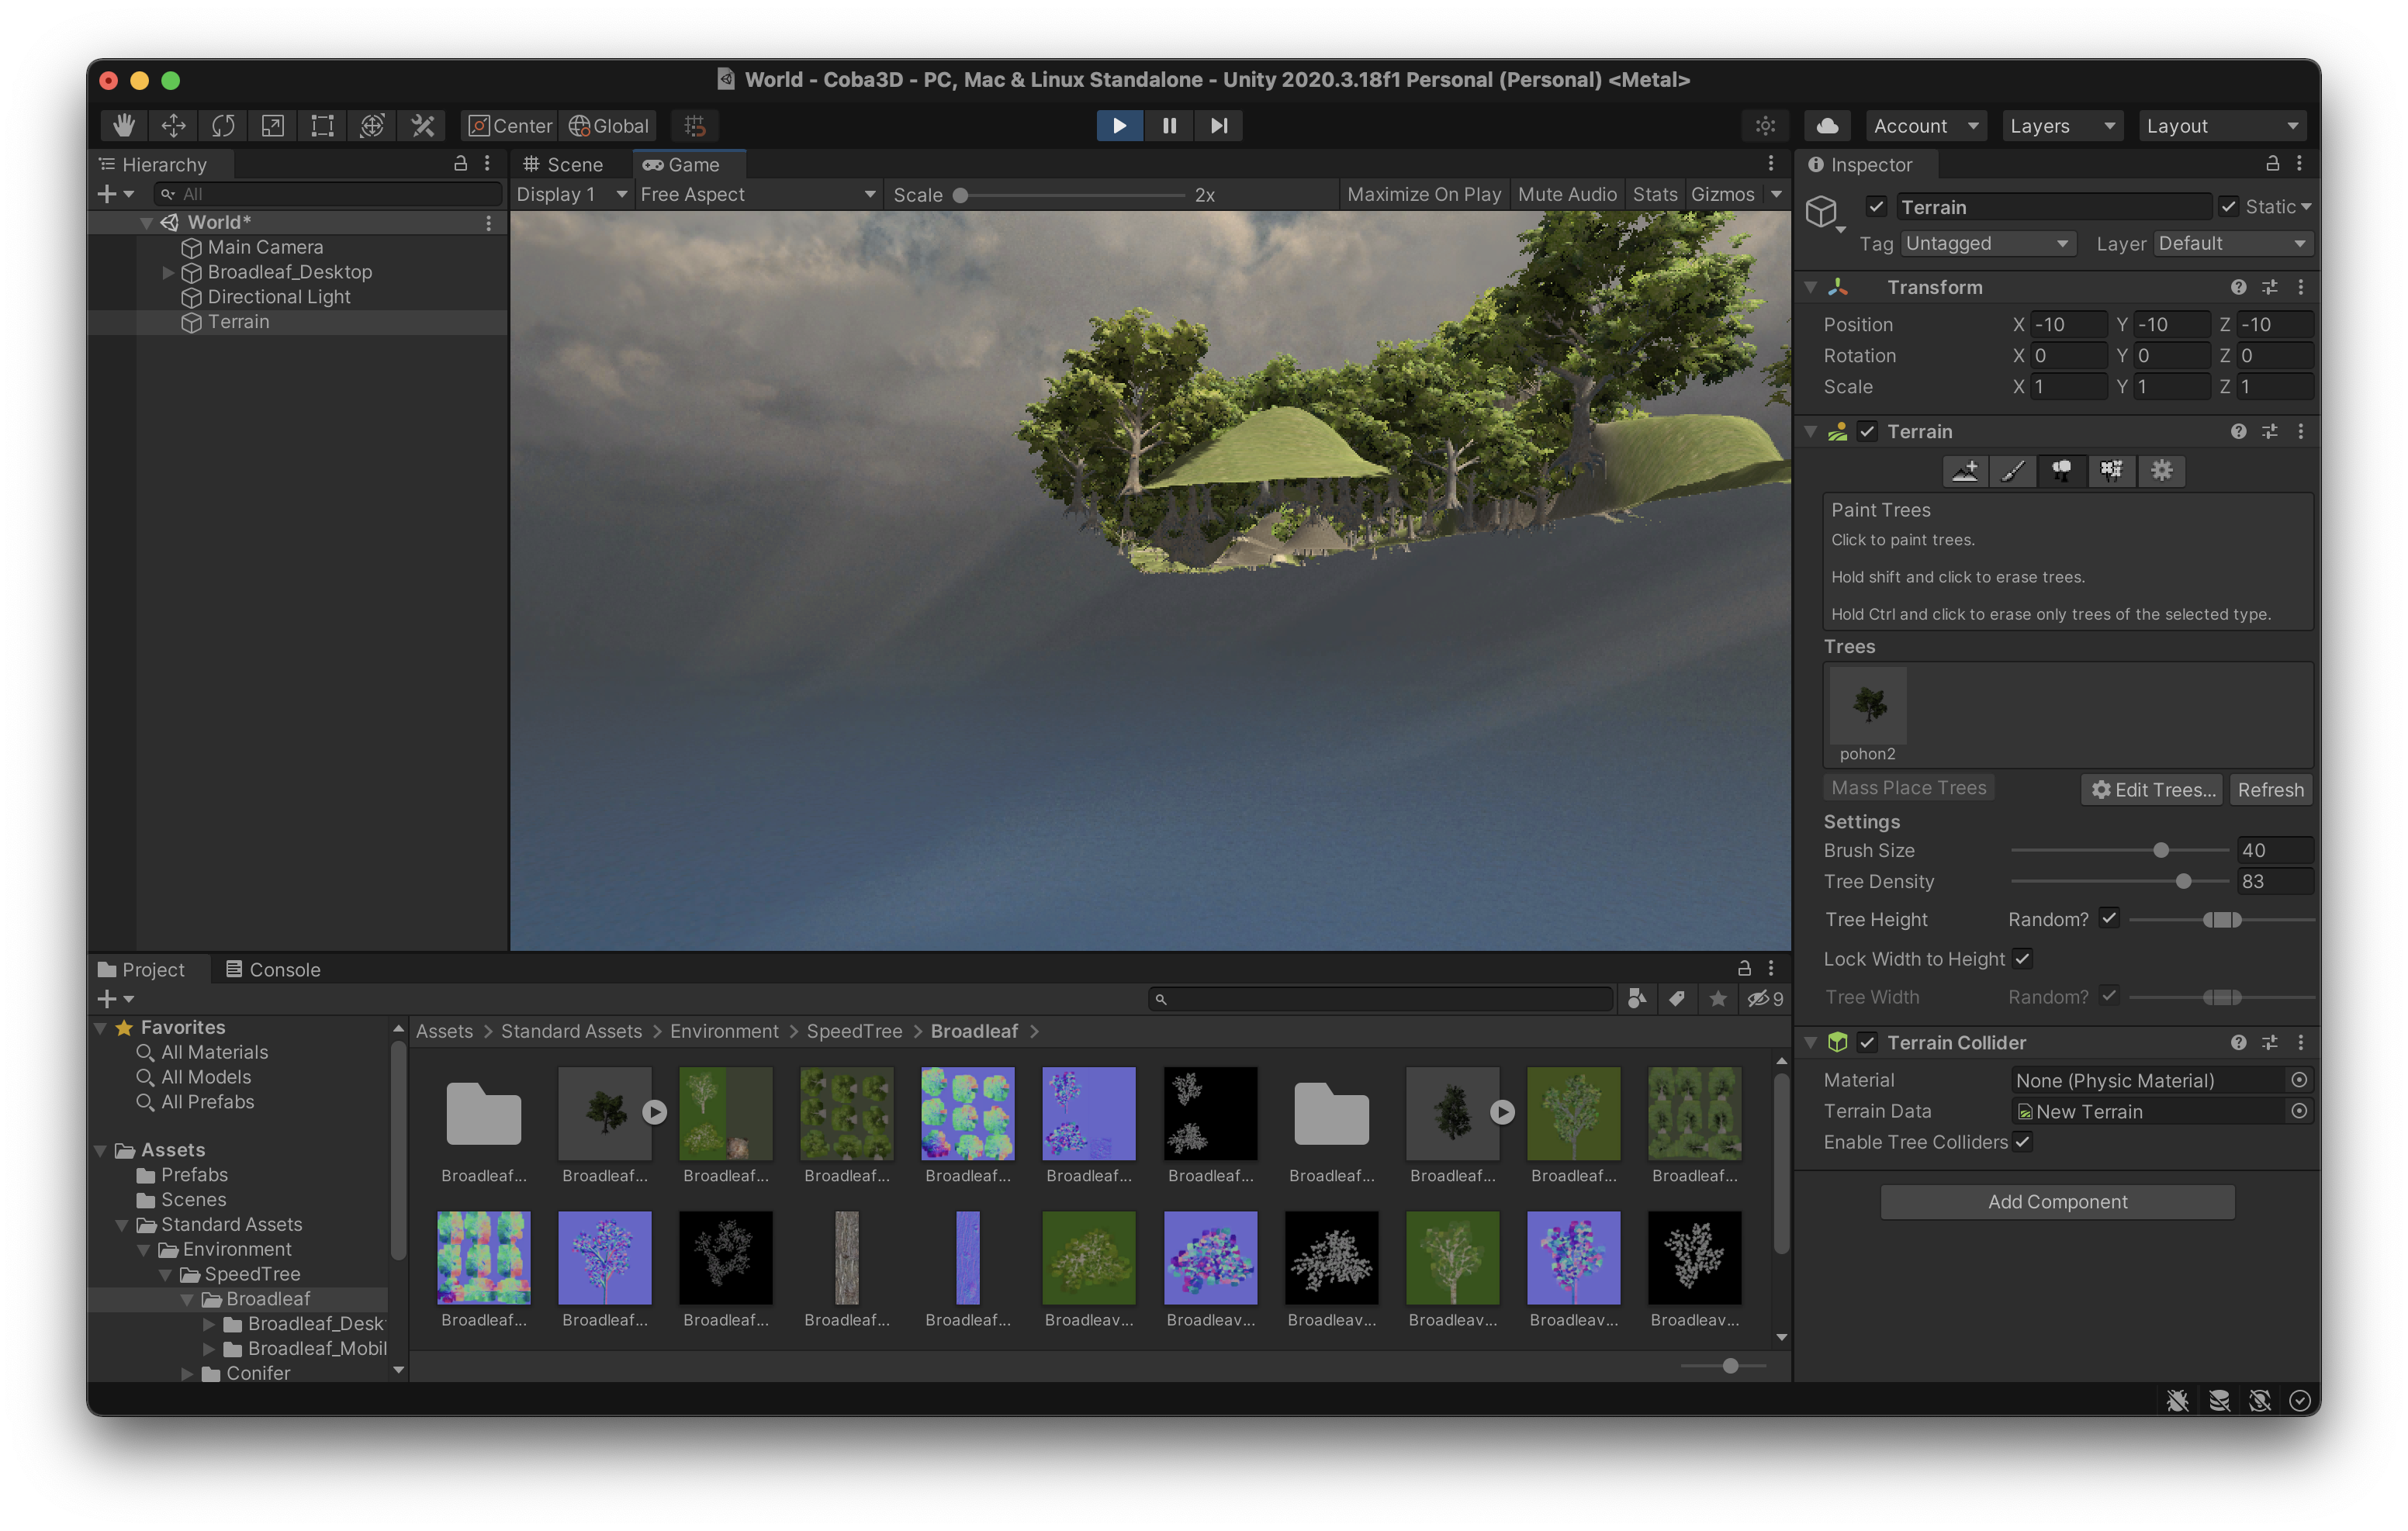 World - Coba3D - PC, Mac & Linux Standalone - Unity 2020.3.18f1 Personal (Personal) <Metal>
Center Global Account Layers Layout
Hierarchy
All
World*
Main Camera
Broadleaf_Desktop
Directional Light
Terrain
Scene Game
Display 1 Free Aspect Scale 2x Maximize On Play Mute Audio Stats Gizmos
Inspector
Terrain Static
Tag Untagged Layer Default
Transform
Position X -10 Y -10 Z -10
Rotation X 0 Y 0 Z 0
Scale X 1 Y 1 Z 1
Terrain
Paint Trees
Click to paint trees.
Hold shift and click to erase trees.
Hold Ctrl and click to erase only trees of the selected type.
Trees
pohon2
Mass Place Trees Edit Trees... Refresh
Settings
Brush Size 40
Tree Density 83
Tree Height Random?
Lock Width to Height
Tree Width Random?
Terrain Collider
Material None (Physic Material)
Terrain Data New Terrain
Enable Tree Colliders
Add Component
Project Console
9
Favorites
All Materials
All Models
All Prefabs
Assets
Prefabs
Scenes
Standard Assets
Environment
SpeedTree
Broadleaf
Broadleaf_Desk
Broadleaf_Mobil
Conifer
Assets > Standard Assets > Environment > SpeedTree > Broadleaf >
Broadleaf... Broadleaf... Broadleaf... Broadleaf... Broadleaf... Broadleaf... Broadleaf... Broadleaf... Broadleaf... Broadleaf... Broadleaf...
Broadleaf... Broadleaf... Broadleaf... Broadleaf... Broadleaf... Broadleav... Broadleav... Broadleav... Broadleav... Broadleav... Broadleav...